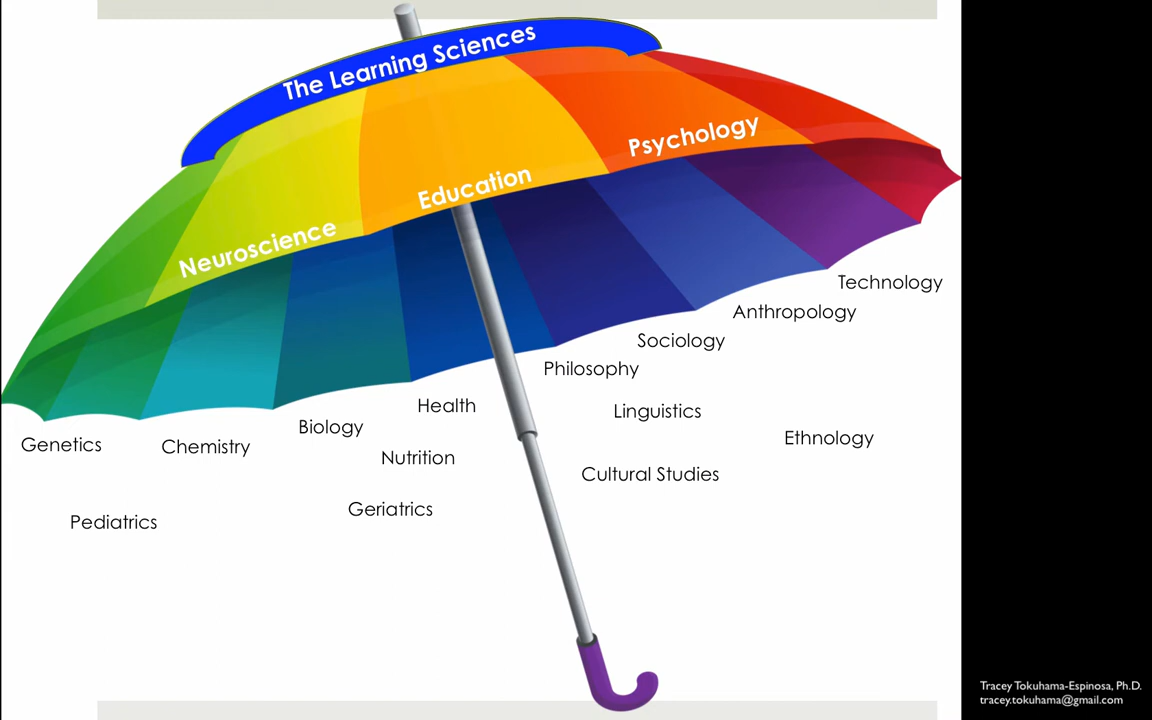 The Learning Sciences
Psychology
Education
Neuroscience
Technology
Anthropology
Sociology
Philosophy
Health
Linguistics
Biology
Ethnology
Genetics
Chemistry
Nutrition
Cultural Studies
Geriatrics
Pediatrics
Tracey Tokuhama-Espinosa, Ph.D.
tracey.tokuhama@gmail.com